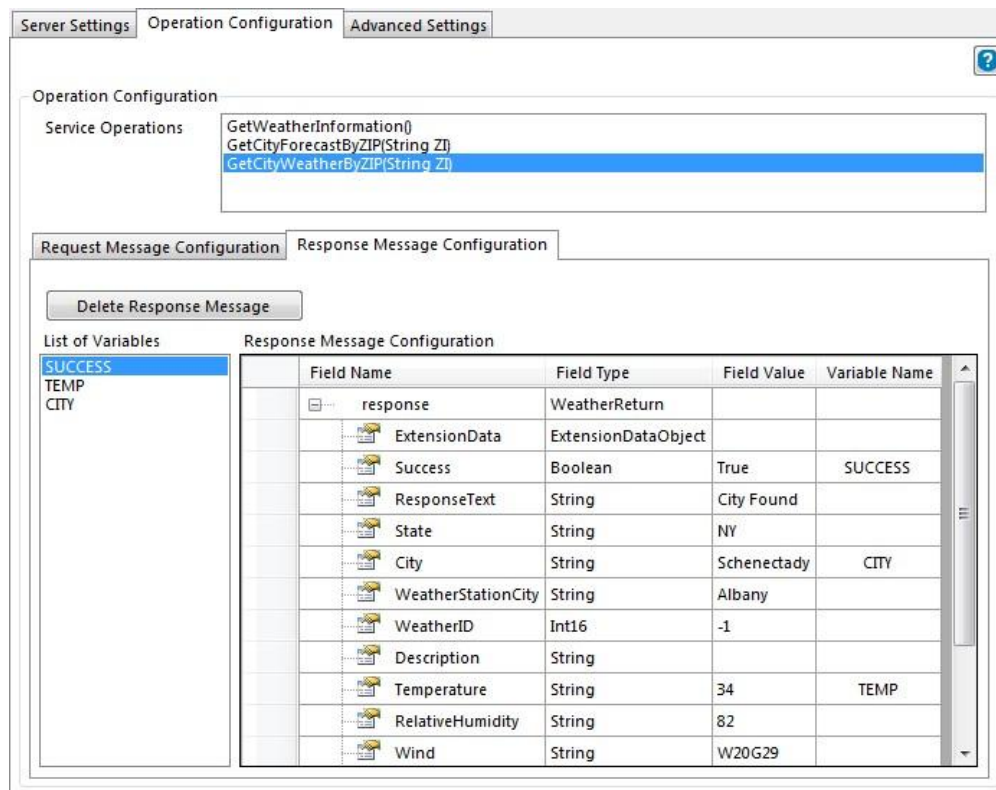 Server Settings Operation Configuration Advanced Settings
?
Operation Configuration
Service Operations
GetWeatherInformation()
GetCityForecastByZIP(String ZI)
GetCityWeatherByZIP(String ZI)
Request Message Configuration Response Message Configuration
Delete Response Message
List of Variables Response Message Configuration
SUCCESS
TEMP
CITY
Field Name Field Type Field Value Variable Name
response WeatherReturn
ExtensionData ExtensionDataObject
Success Boolean True SUCCESS
ResponseText String City Found
State String NY
City String Schenectady CITY
WeatherStationCity String Albany
WeatherID Int16 -1
Description String
Temperature String 34 TEMP
RelativeHumidity String 82
Wind String W20G29